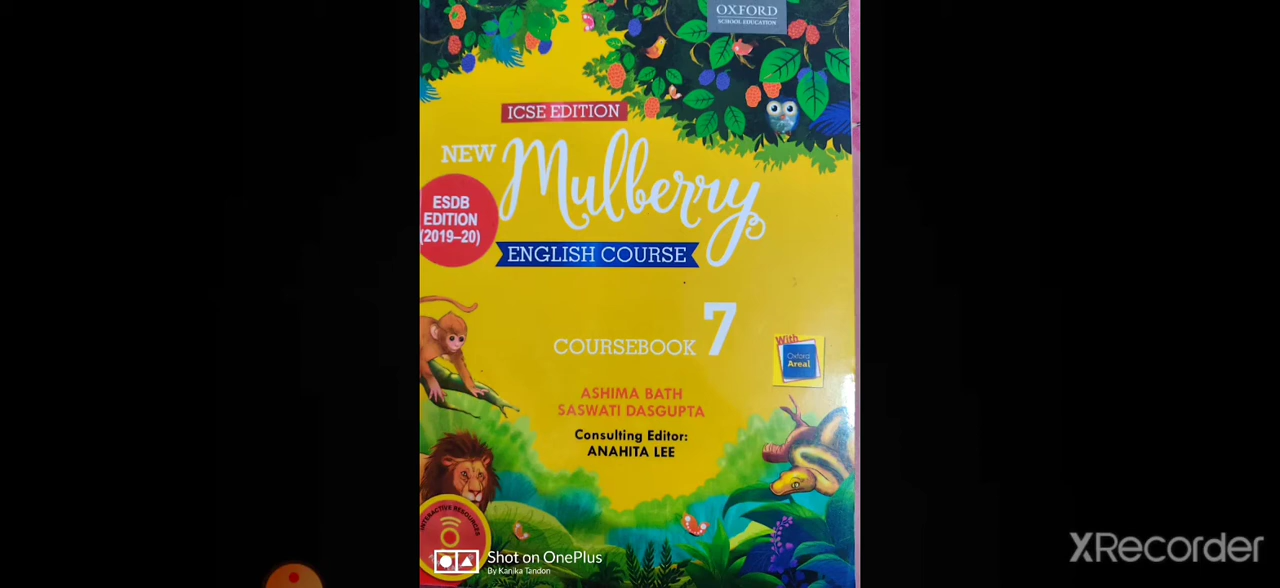 OXFORD
SCHOOL EDUCATION
ICSE EDITION
NEW Mulberry
ESDB
EDITION
(2019–20)
ENGLISH COURSE
COURSEBOOK 7
With
Oxford
Areal
ASHIMA BATH
SASWATI DASGUPTA
Consulting Editor:
ANAHITA LEE
INTERACTIVE RESOURCES
Shot on OnePlus
By Kanika Tandon
XRecorder